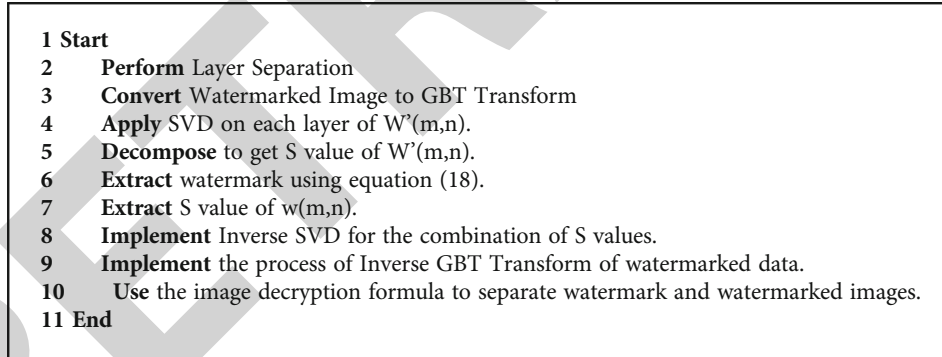 1 Start
2 Perform Layer Separation
3 Convert Watermarked Image to GBT Transform
4 Apply SVD on each layer of W’(m,n).
5 Decompose to get S value of W’(m,n).
6 Extract watermark using equation (18).
7 Extract S value of w(m,n).
8 Implement Inverse SVD for the combination of S values.
9 Implement the process of Inverse GBT Transform of watermarked data.
10 Use the image decryption formula to separate watermark and watermarked images.
11 End